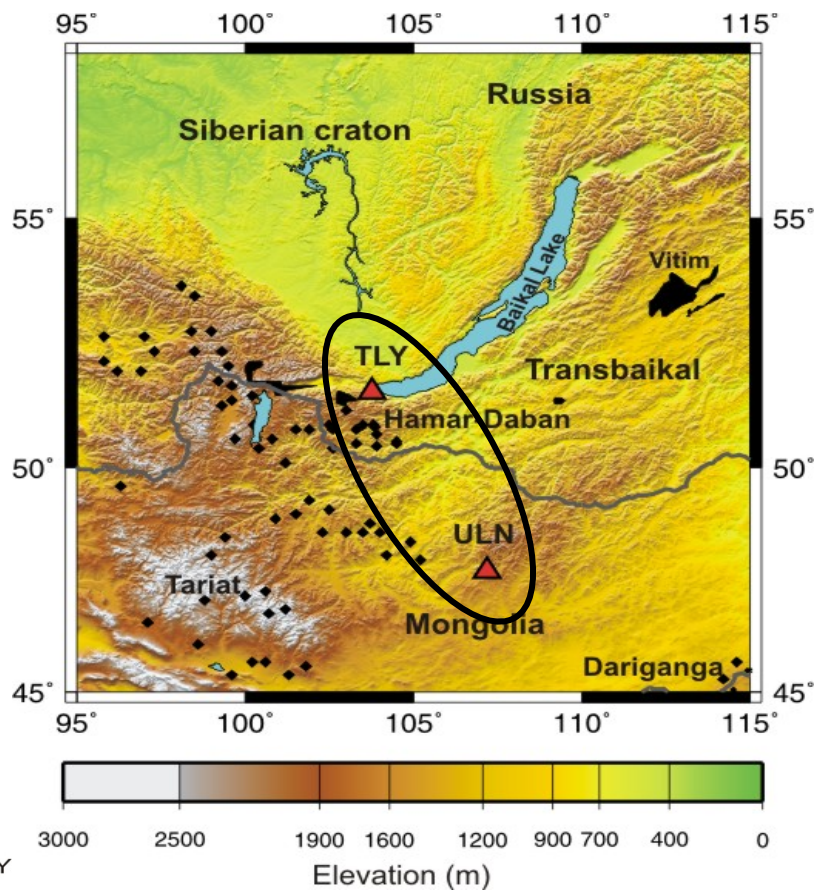 95° 100° 105° 110° 115°
Russia
Siberian craton
55° 55°
Baikal Lake
Vitim
TLY
Transbaikal
Hamar-Daban
50° 50°
ULN
Tariat
Mongolia
Dariganga
45° 45°
95° 100° 105° 110° 115°
3000 2500 1900 1600 1200 900 700 400 0
Y
Elevation (m)